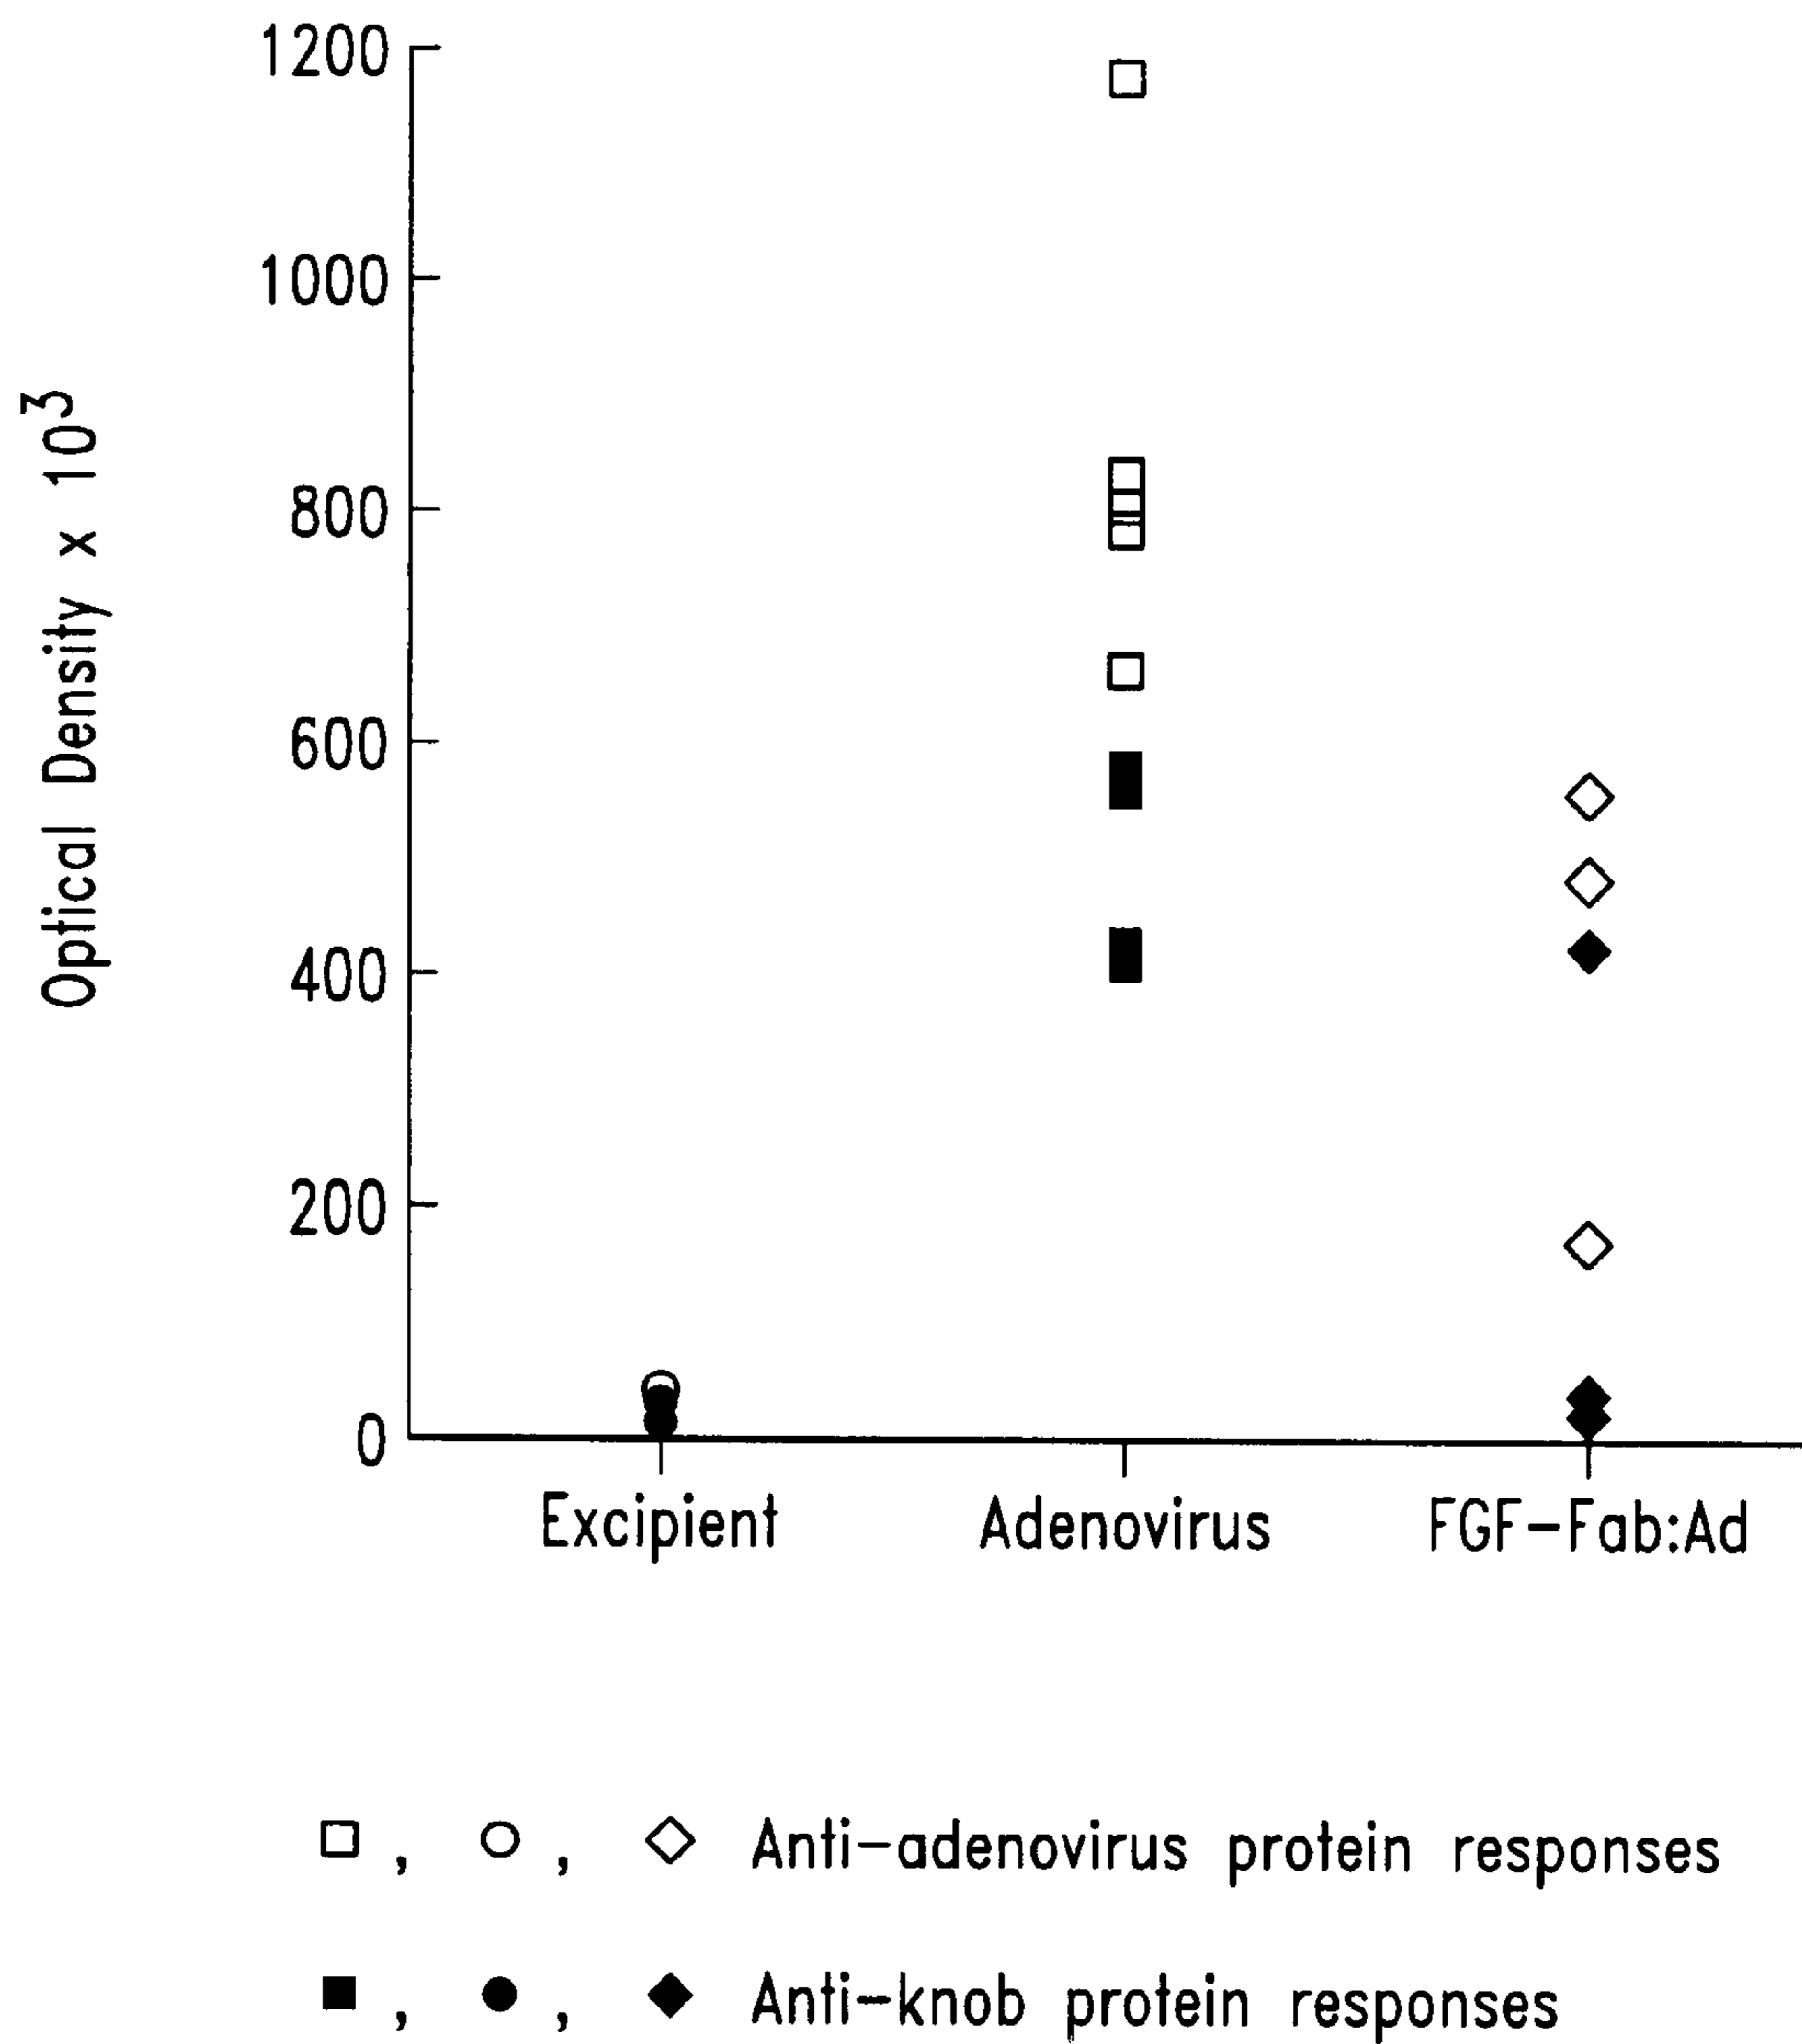 Optical Density x 10³
1200
1000
800
600
400
200
0
Excipient Adenovirus FGF-Fab:Ad
□, ○, ◇ Anti-adenovirus protein responses
■, ●, ◆ Anti-knob protein responses